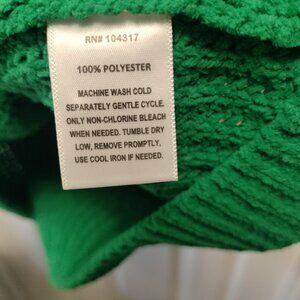 RN# 104317
100% POLYESTER
MACHINE WASH COLD
SEPARATELY GENTLE CYCLE.
ONLY NON-CHLORINE BLEACH
WHEN NEEDED. TUMBLE DRY
LOW, REMOVE PROMPTLY.
USE COOL IRON IF NEEDED.